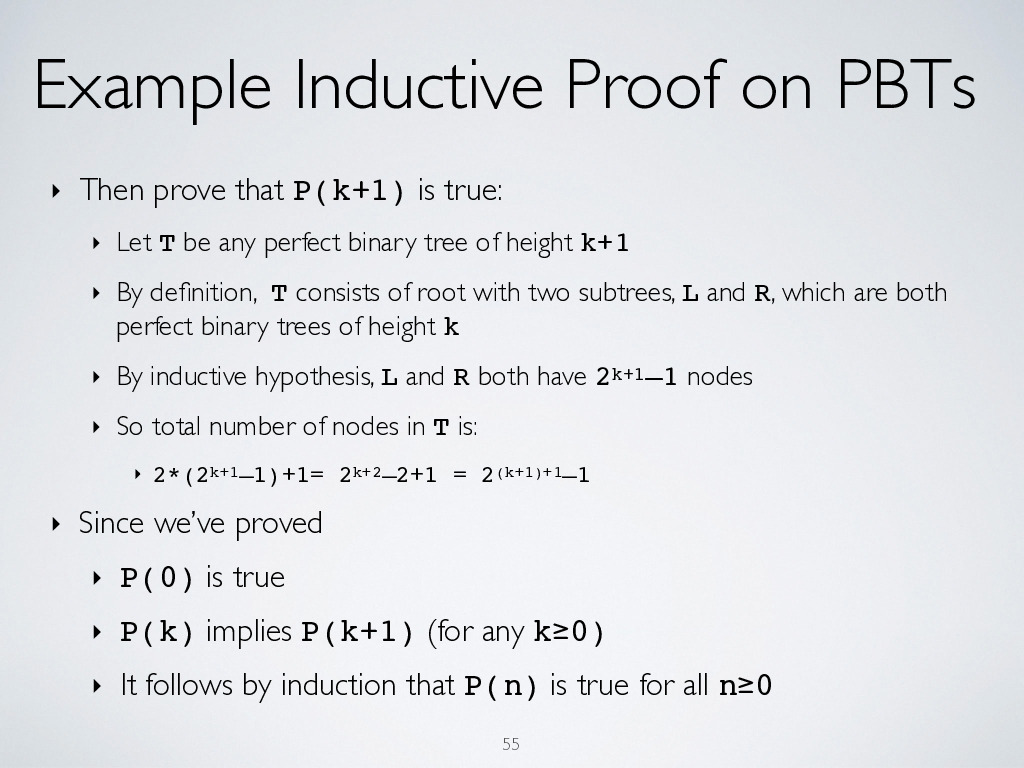 Example Inductive Proof on PBTs
‣ Then prove that P(k+1) is true:
‣ Let T be any perfect binary tree of height k+1
‣ By definition, T consists of root with two subtrees, L and R, which are both
perfect binary trees of height k
‣ By inductive hypothesis, L and R both have 2ᵏ⁺¹–1 nodes
‣ So total number of nodes in T is:
‣ 2*(2ᵏ⁺¹–1)+1= 2ᵏ⁺²–2+1 = 2⁽ᵏ⁺¹⁾⁺¹–1
‣ Since we’ve proved
‣ P(0) is true
‣ P(k) implies P(k+1) (for any k≥0)
‣ It follows by induction that P(n) is true for all n≥0
55